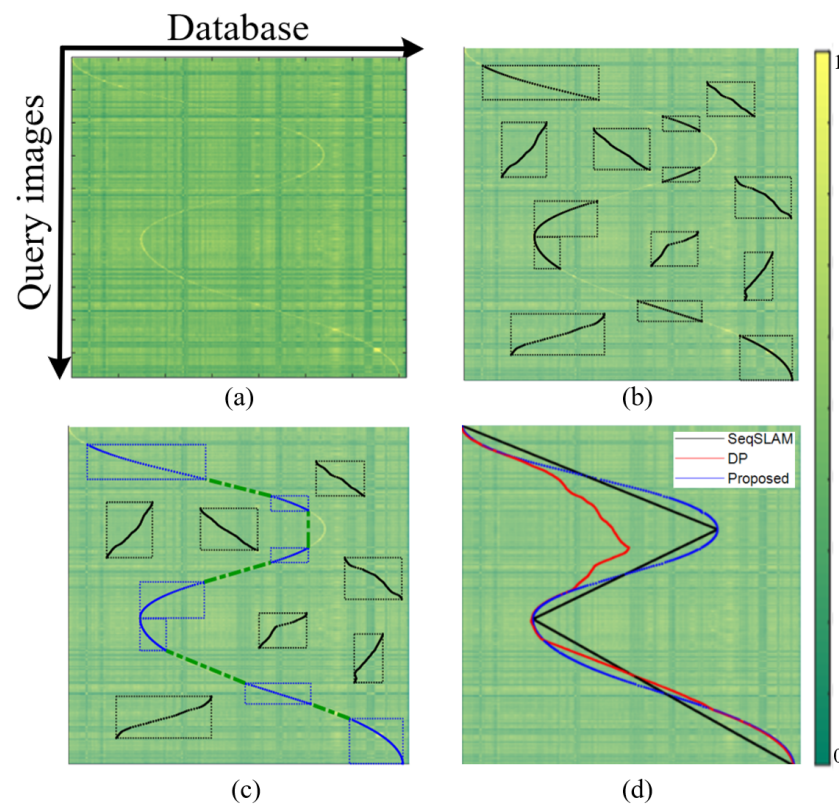 Database
Query images
1
(a)
(b)
SeqSLAM
DP
Proposed
0
(c)
(d)